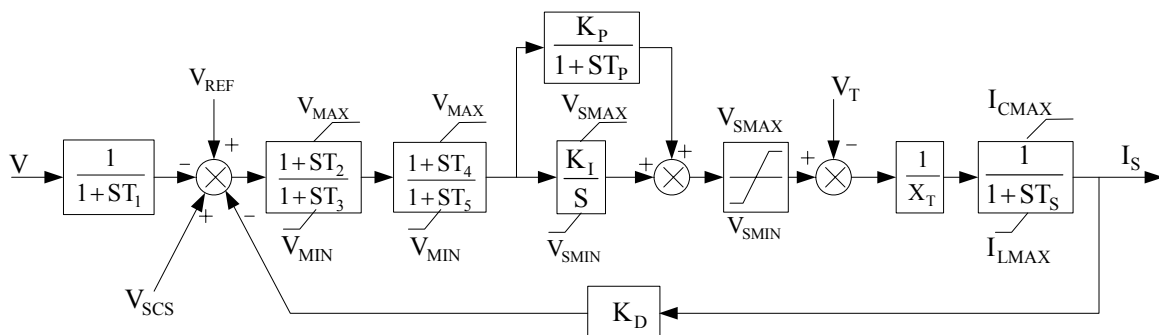 K_P
1+ST_P
V_REF
V_MAX
V_MAX
V_SMAX
V_SMAX
V_T
I_CMAX
V
1
1+ST_1
-
+
+
-
1+ST_2
1+ST_3
1+ST_4
1+ST_5
K_I
S
+
+
+
-
1
X_T
1
1+ST_S
I_S
V_MIN
V_MIN
V_SMIN
V_SMIN
I_LMAX
V_SCS
K_D